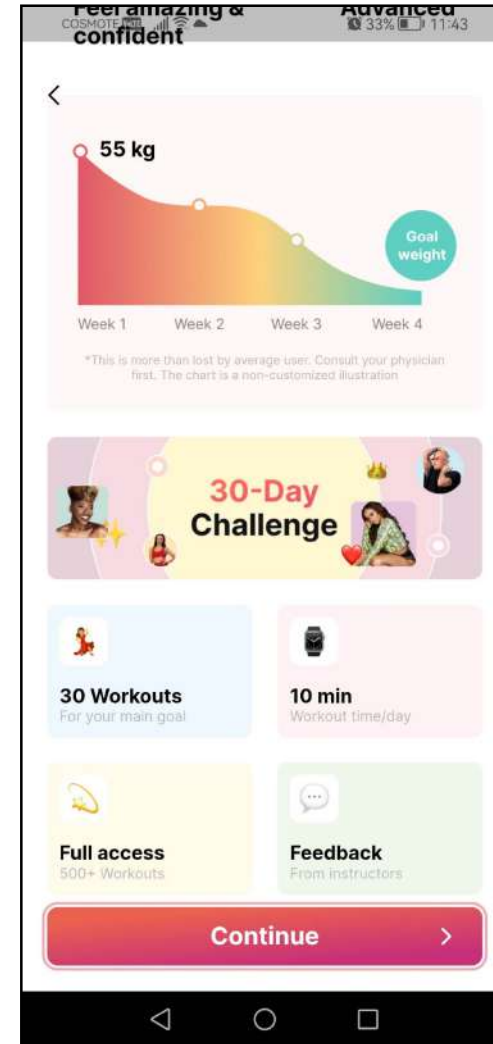 Feel amazing &
confident
Advanced
COSMOTE
33% 11:43
55 kg
Goal
weight
Week 1 Week 2 Week 3 Week 4
*This is more than lost by average user. Consult your physician
first. The chart is a non-customized illustration
30-Day
Challenge
30 Workouts
For your main goal
10 min
Workout time/day
Full access
500+ Workouts
Feedback
From instructors
Continue